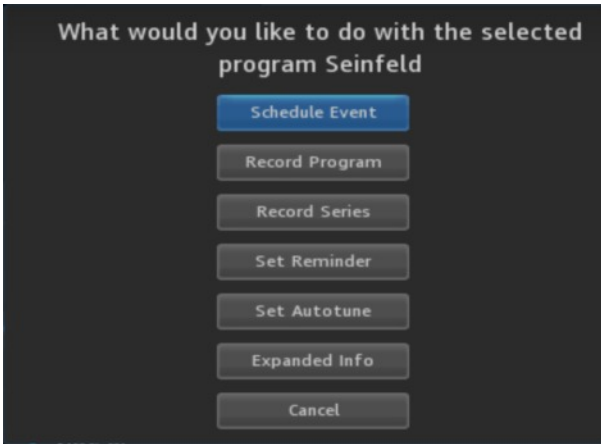 What would you like to do with the selected
program Seinfeld
Schedule Event
Record Program
Record Series
Set Reminder
Set Autotune
Expanded Info
Cancel